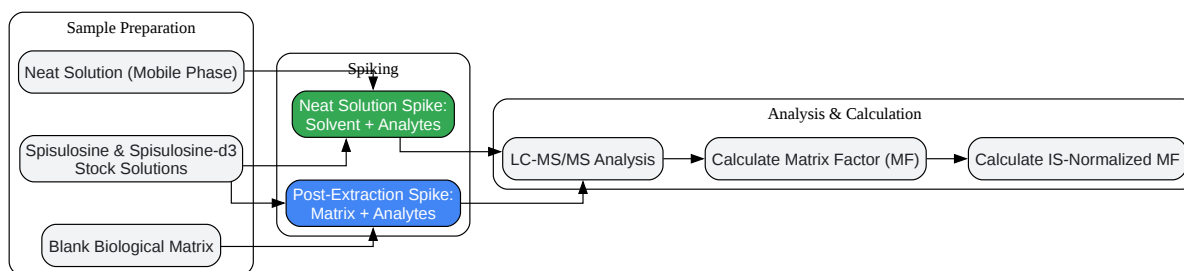 Sample Preparation
Neat Solution (Mobile Phase)
Spisulosine & Spisulosine-d3
Stock Solutions
Blank Biological Matrix
Spiking
Neat Solution Spike:
Solvent + Analytes
Post-Extraction Spike:
Matrix + Analytes
Analysis & Calculation
LC-MS/MS Analysis
Calculate Matrix Factor (MF)
Calculate IS-Normalized MF